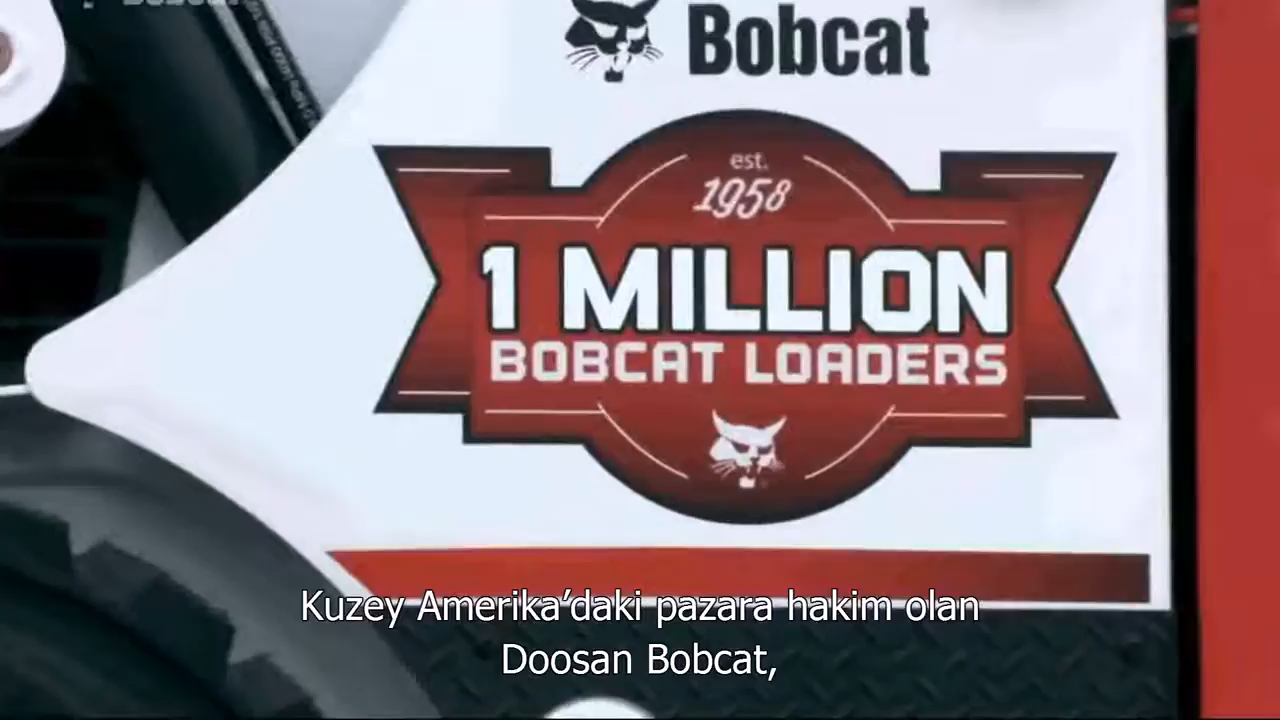 Bobcat
est.
1958
1 MILLION
BOBCAT LOADERS
Kuzey Amerika’daki pazara hakim olan
Doosan Bobcat,